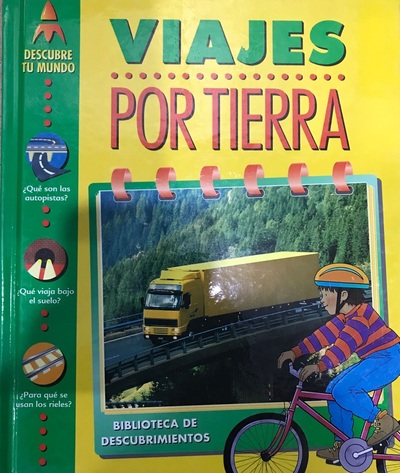 DESCUBRE
TU MUNDO
VIAJES
POR TIERRA
¿Qué son las
autopistas?
¿Qué viaja bajo
el suelo?
¿Para qué se
usan los rieles?
BIBLIOTECA DE
DESCUBRIMIENTOS